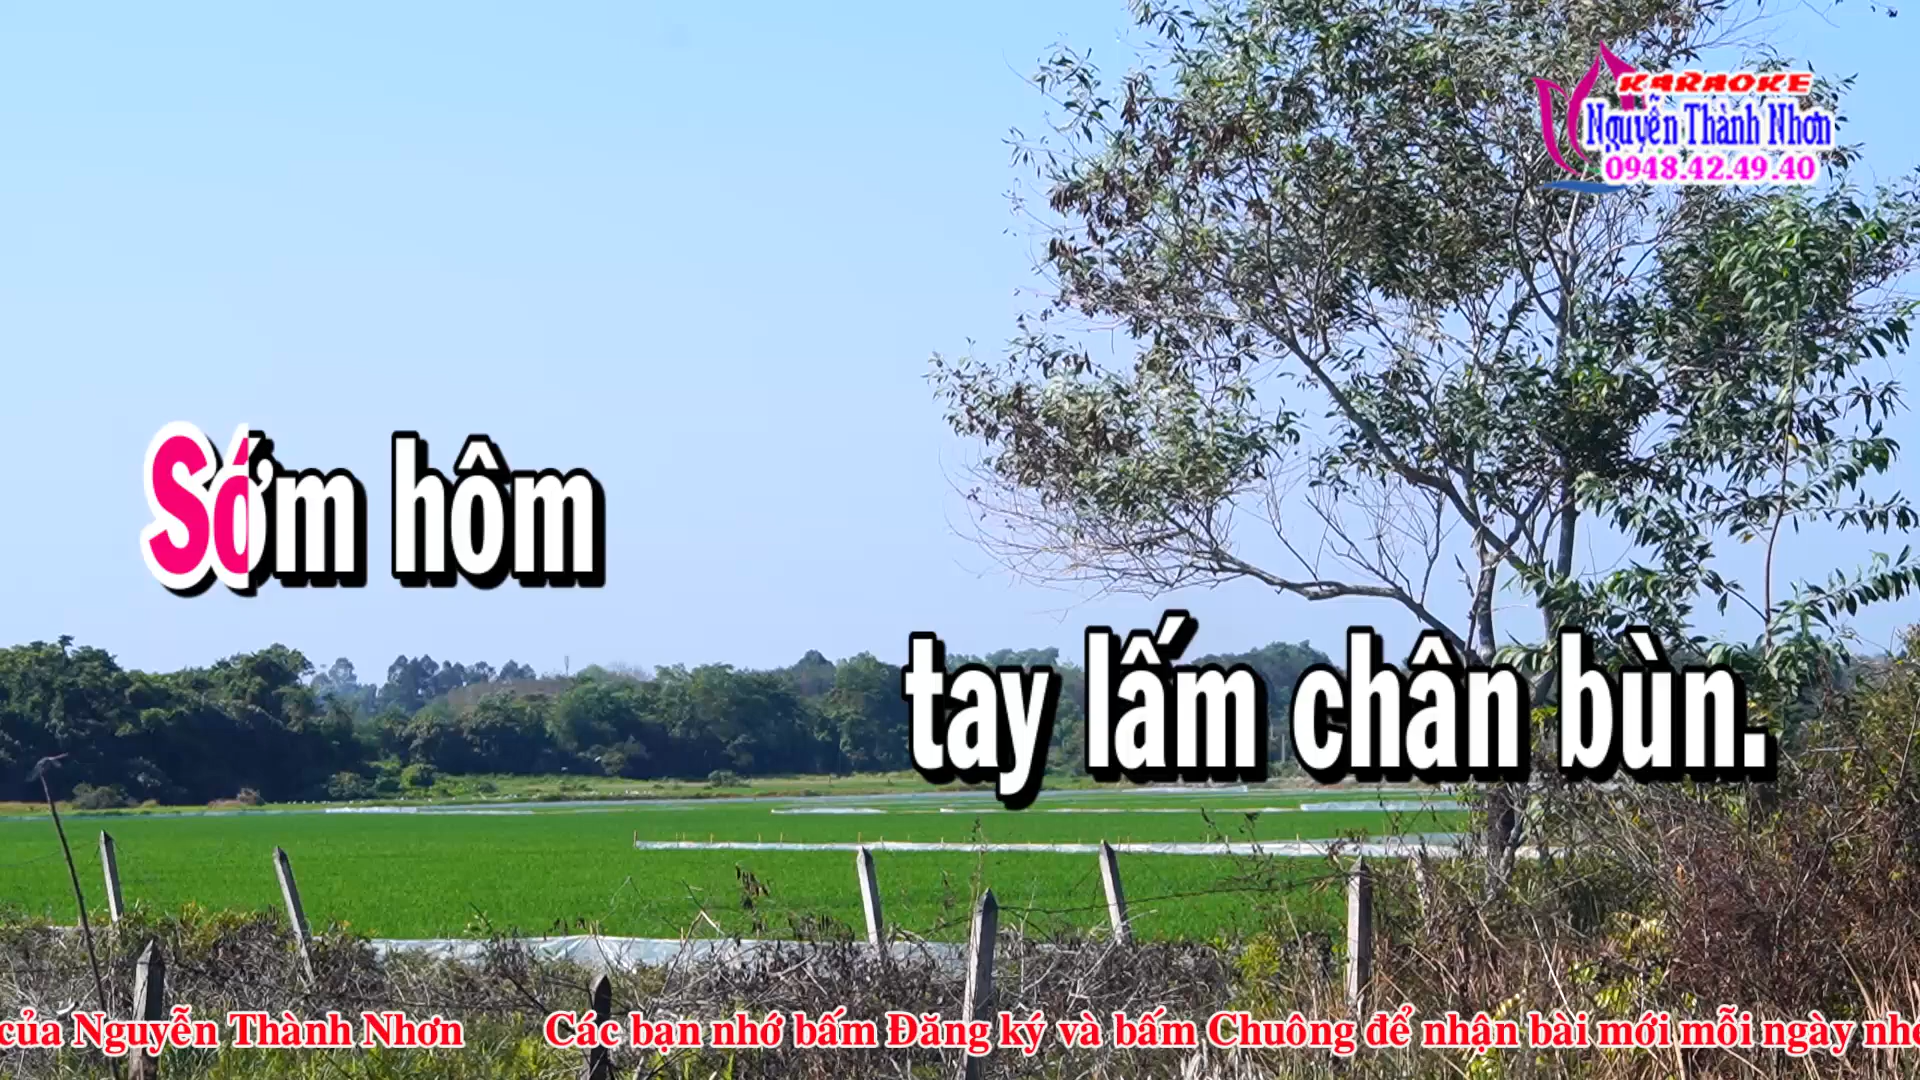 KARAOKE
Nguyễn Thành Nhơn
0948.42.49.40
Sớm hôm
tay lấm chân bùn.
của Nguyễn Thành Nhơn Các bạn nhớ bấm Đăng ký và bấm Chuông để nhận bài mới mỗi ngày